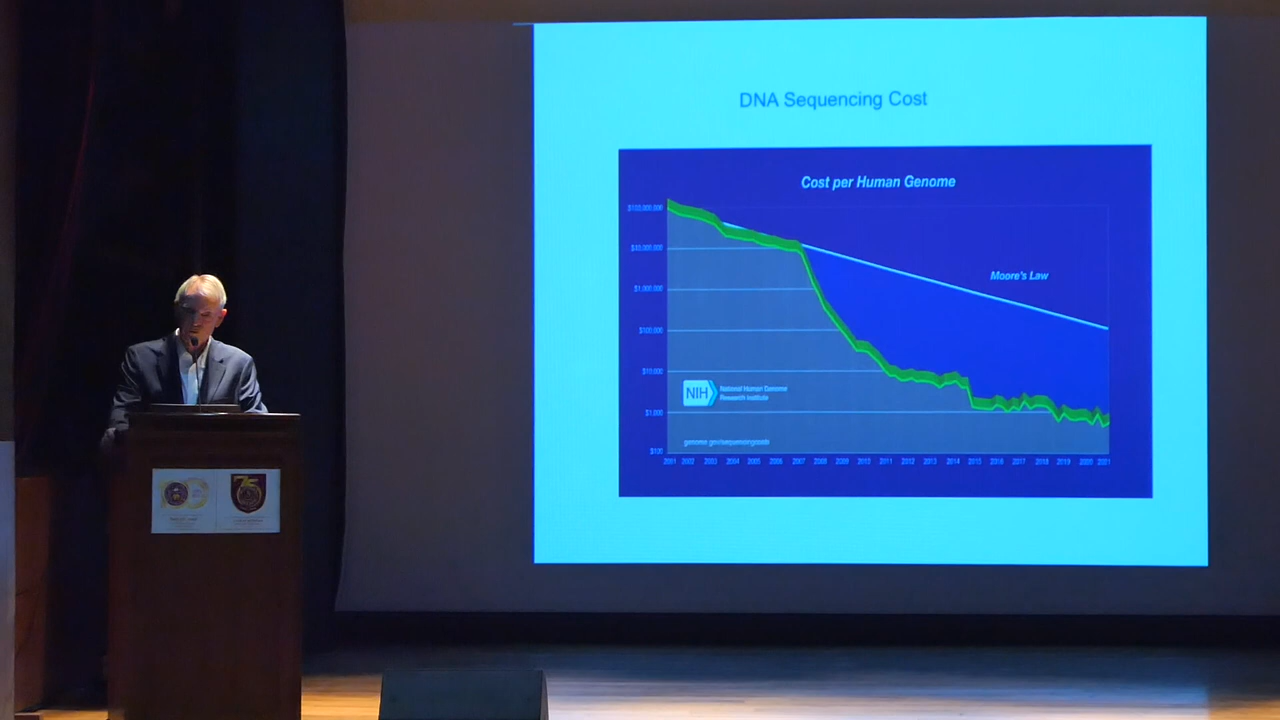 DNA Sequencing Cost
Cost per Human Genome
$100,000,000
$10,000,000
Moore's Law
$1,000,000
$100,000
$10,000
NIH
National Human Genome
Research Institute
$1,000
genome.gov/sequencingcosts
$100
2001 2002 2003 2004 2005 2006 2007 2008 2009 2010 2011 2012 2013 2014 2015 2016 2017 2018 2019 2020 2021
75